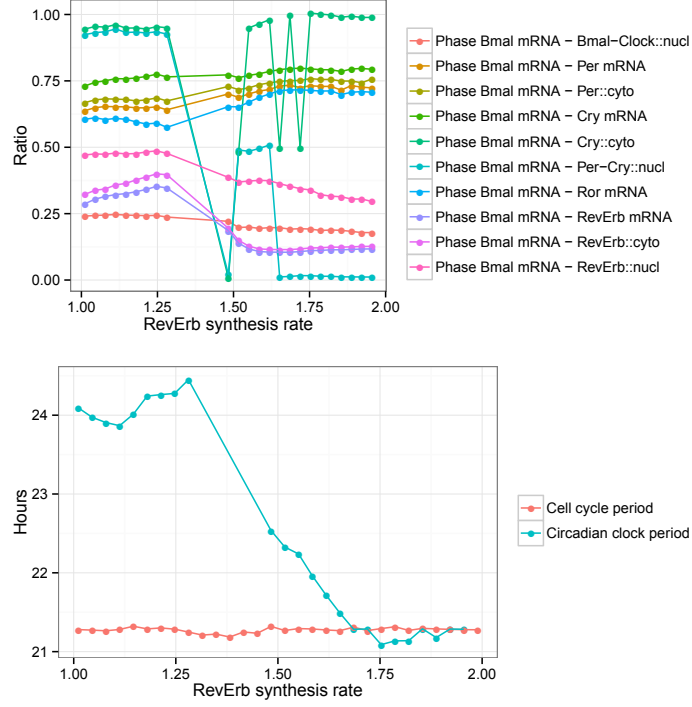 1.00
0.75
0.50
0.25
0.00
Ratio
1.00 1.25 1.50 1.75 2.00
RevErb synthesis rate
Phase Bmal mRNA − Bmal−Clock::nucl
Phase Bmal mRNA − Per mRNA
Phase Bmal mRNA − Per::cyto
Phase Bmal mRNA − Cry mRNA
Phase Bmal mRNA − Cry::cyto
Phase Bmal mRNA − Per−Cry::nucl
Phase Bmal mRNA − Ror mRNA
Phase Bmal mRNA − RevErb mRNA
Phase Bmal mRNA − RevErb::cyto
Phase Bmal mRNA − RevErb::nucl
24
23
22
21
Hours
1.00 1.25 1.50 1.75 2.00
RevErb synthesis rate
Cell cycle period
Circadian clock period